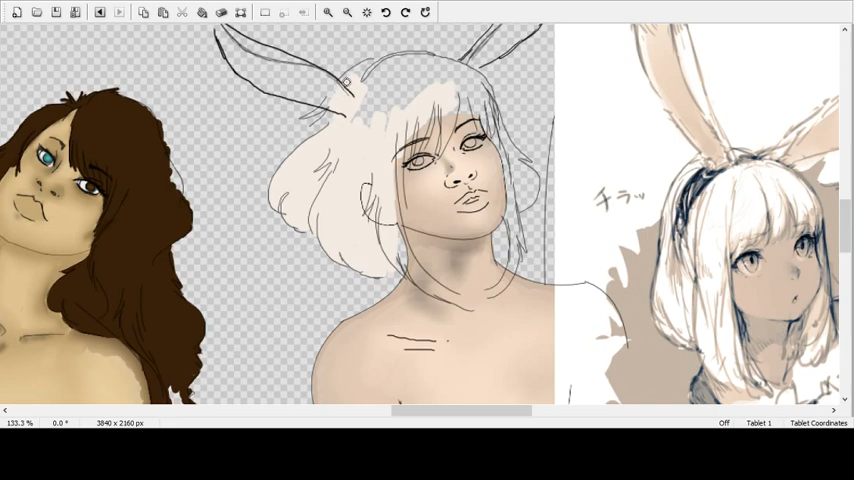 チラッ
133.3 %
0.0 °
3840 x 2160 px
Off
Tablet 1
Tablet Coordinates